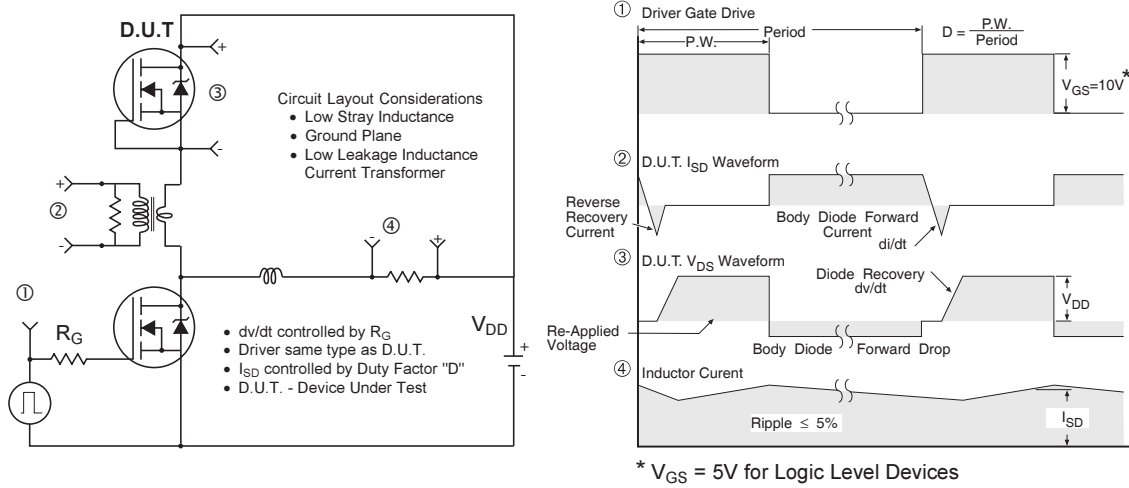 D.U.T
+
③
-
Circuit Layout Considerations
• Low Stray Inductance
• Ground Plane
• Low Leakage Inductance
Current Transformer
+
②
-
④
-
+
①
R_G
V_DD
+
-
• dv/dt controlled by R_G
• Driver same type as D.U.T.
• I_SD controlled by Duty Factor "D"
• D.U.T. - Device Under Test
① Driver Gate Drive
P.W.
Period
D = P.W. / Period
V_GS=10V*
② D.U.T. I_SD Waveform
Reverse
Recovery
Current
Body Diode Forward
Current
di/dt
③ D.U.T. V_DS Waveform
Diode Recovery
dv/dt
V_DD
Re-Applied
Voltage
Body Diode Forward Drop
④ Inductor Curent
Ripple ≤ 5%
I_SD
* V_GS = 5V for Logic Level Devices